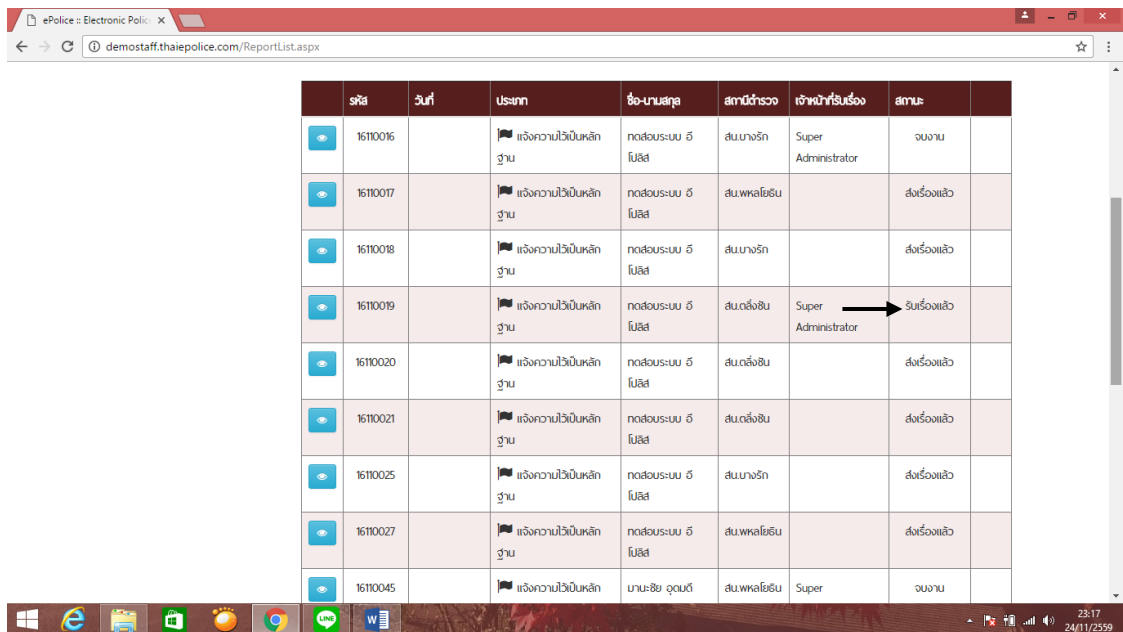 ePolice :: Electronic Polic
demostaff.thaiepolice.com/ReportList.aspx
รหัส วันที่ ประเภท ชื่อ-นามสกุล สถานีตำรวจ เจ้าหน้าที่รับเรื่อง สถานะ
16110016 แจ้งความไว้เป็นหลัก ทดสอบระบบ อี สน.บางรัก Super จบงาน
ฐาน โปลิส Administrator
16110017 แจ้งความไว้เป็นหลัก ทดสอบระบบ อี สน.พหลโยธิน ส่งเรื่องแล้ว
ฐาน โปลิส
16110018 แจ้งความไว้เป็นหลัก ทดสอบระบบ อี สน.บางรัก ส่งเรื่องแล้ว
ฐาน โปลิส
16110019 แจ้งความไว้เป็นหลัก ทดสอบระบบ อี สน.ตลิ่งชัน Super รับเรื่องแล้ว
ฐาน โปลิส Administrator
16110020 แจ้งความไว้เป็นหลัก ทดสอบระบบ อี สน.ตลิ่งชัน ส่งเรื่องแล้ว
ฐาน โปลิส
16110021 แจ้งความไว้เป็นหลัก ทดสอบระบบ อี สน.ตลิ่งชัน ส่งเรื่องแล้ว
ฐาน โปลิส
16110025 แจ้งความไว้เป็นหลัก ทดสอบระบบ อี สน.บางรัก ส่งเรื่องแล้ว
ฐาน โปลิส
16110027 แจ้งความไว้เป็นหลัก ทดสอบระบบ อี สน.พหลโยธิน ส่งเรื่องแล้ว
ฐาน โปลิส
16110045 แจ้งความไว้เป็นหลัก มานะชัย อุดมดี สน.พหลโยธิน Super จบงาน
LINE
23:17
24/11/2559